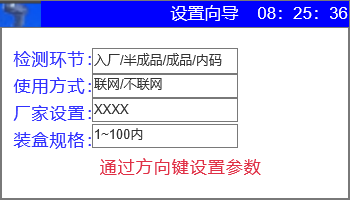 设置向导 08: 25: 36
检测环节: 入厂/半成品/成品/内码
使用方式: 联网/不联网
厂家设置: XXXX
装盒规格: 1~100内
通过方向键设置参数